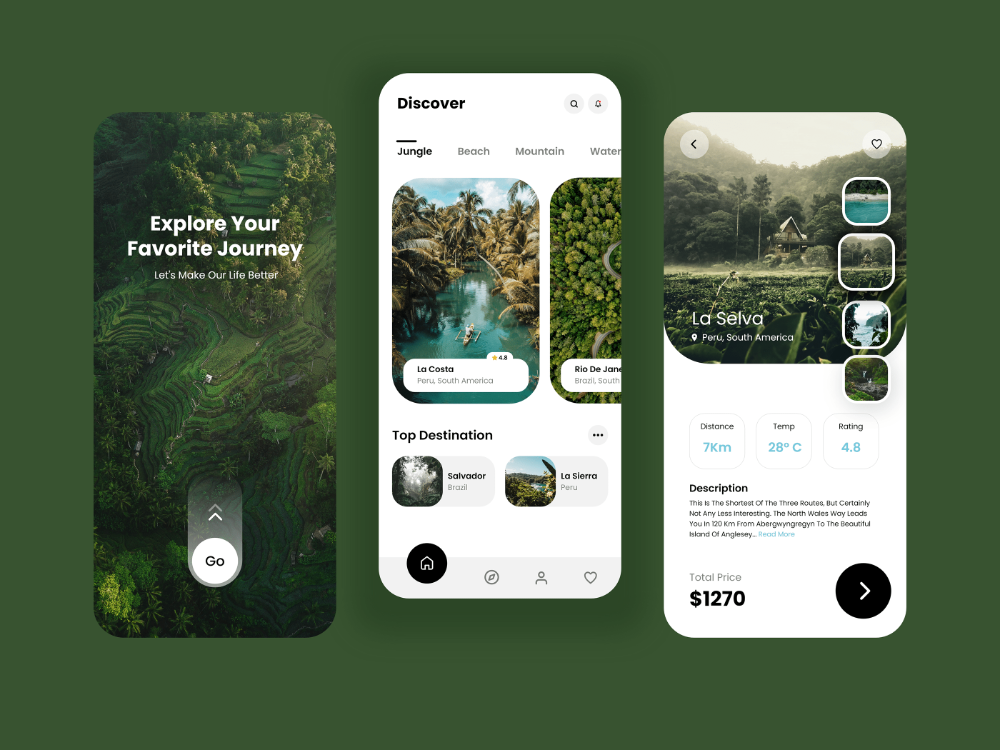 Explore Your
Favorite Journey
Let's Make Our Life Better
Go
Discover
Jungle Beach Mountain Water
4.8
La Costa
Peru, South America
Rio De Jane
Brazil, South
Top Destination
Salvador
Brazil
La Sierra
Peru
La Selva
Peru, South America
Distance
7Km
Temp
28° C
Rating
4.8
Description
This Is The Shortest Of The Three Routes, But Certainly
Not Any Less Interesting. The North Wales Way Leads
You In 120 Km From Abergwyngregyn To The Beautiful
Island Of Anglesey... Read More
Total Price
$1270